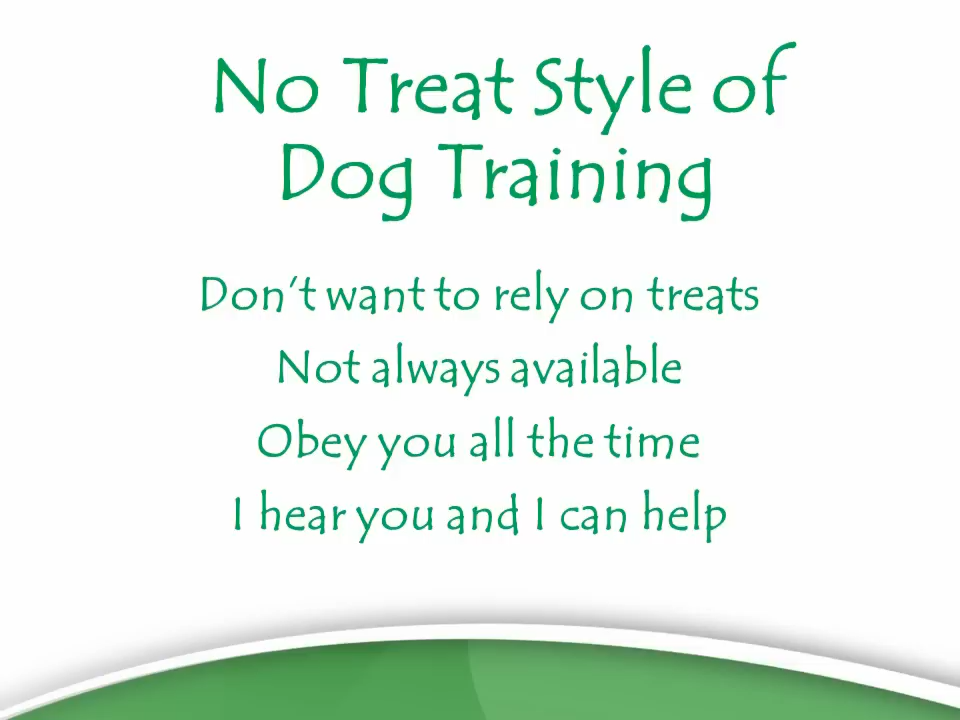 No Treat Style of
Dog Training
Don't want to rely on treats
Not always available
Obey you all the time
I hear you and I can help